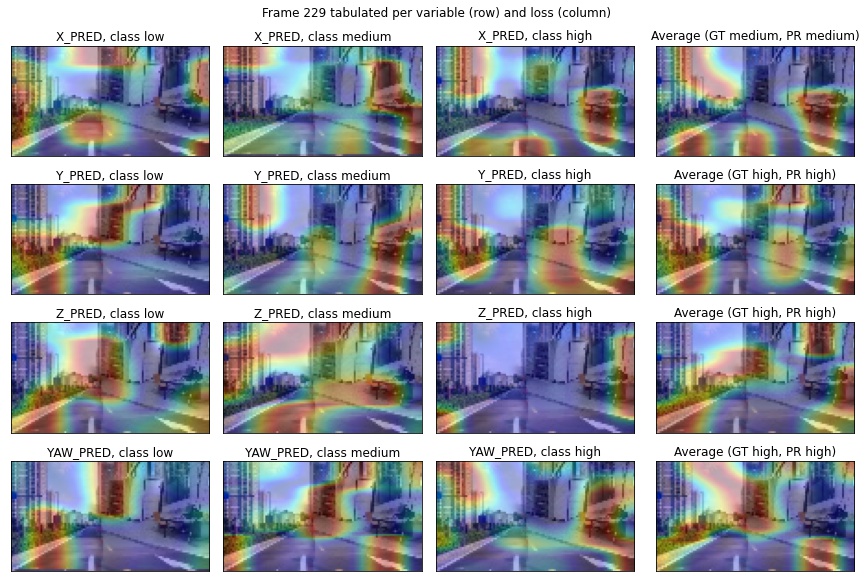 Frame 229 tabulated per variable (row) and loss (column)
X_PRED, class low
X_PRED, class medium
X_PRED, class high
Average (GT medium, PR medium)
Y_PRED, class low
Y_PRED, class medium
Y_PRED, class high
Average (GT high, PR high)
Z_PRED, class low
Z_PRED, class medium
Z_PRED, class high
Average (GT high, PR high)
YAW_PRED, class low
YAW_PRED, class medium
YAW_PRED, class high
Average (GT high, PR high)